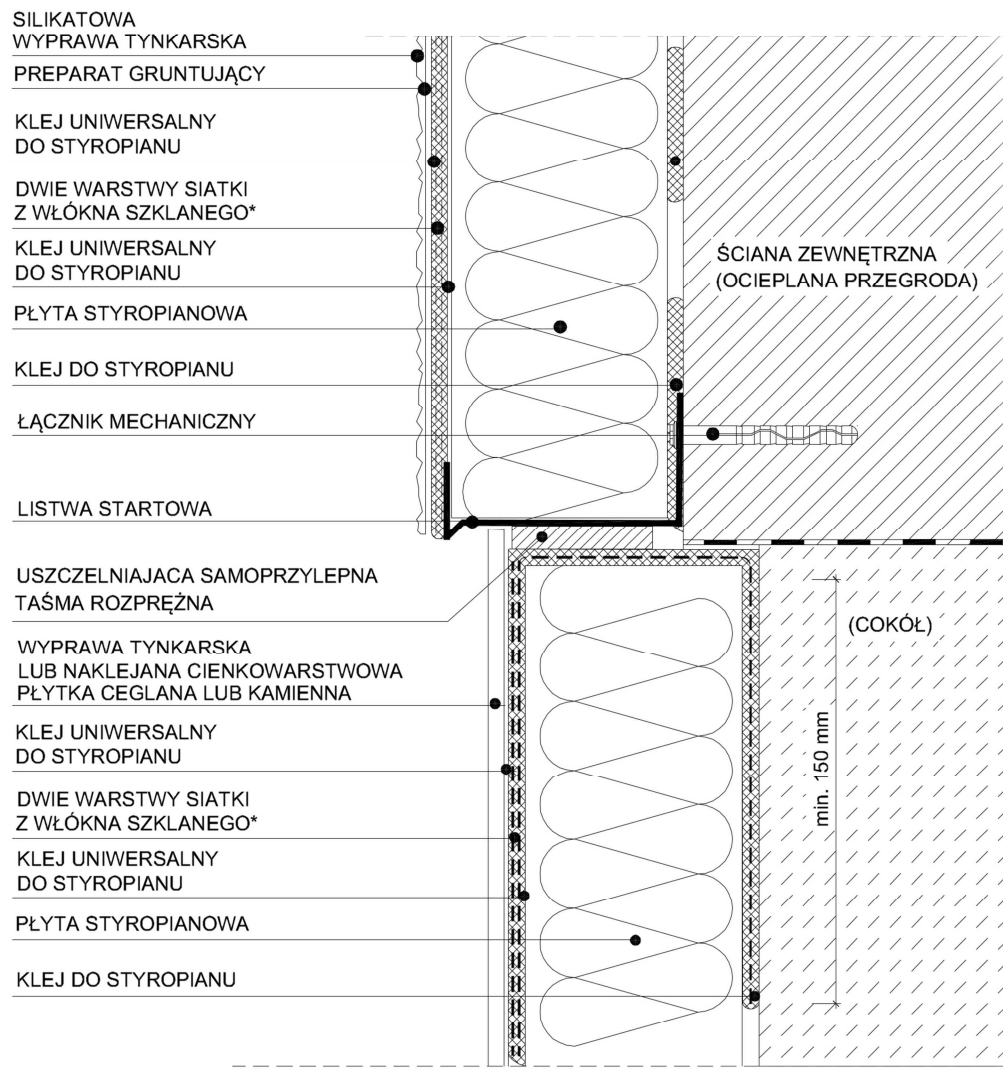 SILIKATOWA
WYPRAWA TYNKARSKA
PREPARAT GRUNTUJĄCY
KLEJ UNIWERSALNY
DO STYROPIANU
DWIE WARSTWY SIATKI
Z WŁÓKNA SZKLANEGO*
KLEJ UNIWERSALNY
DO STYROPIANU
PŁYTA STYROPIANOWA
KLEJ DO STYROPIANU
ŁĄCZNIK MECHANICZNY
LISTWA STARTOWA
USZCZELNIAJACA SAMOPRZYLEPNA
TAŚMA ROZPRĘŻNA
WYPRAWA TYNKARSKA
LUB NAKLEJANA CIENKOWARSTWOWA
PŁYTKA CEGLANA LUB KAMIENNA
KLEJ UNIWERSALNY
DO STYROPIANU
DWIE WARSTWY SIATKI
Z WŁÓKNA SZKLANEGO*
KLEJ UNIWERSALNY
DO STYROPIANU
PŁYTA STYROPIANOWA
KLEJ DO STYROPIANU
ŚCIANA ZEWNĘTRZNA
(OCIEPLANA PRZEGRODA)
(COKÓŁ)
min. 150 mm